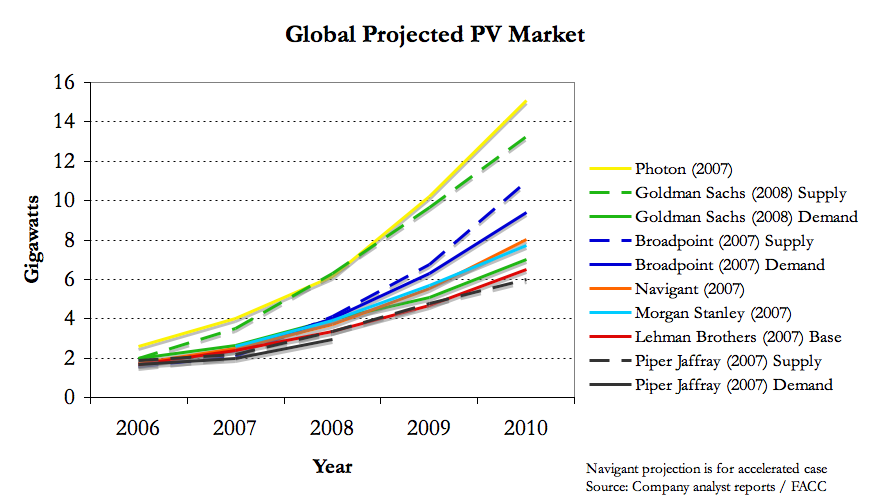 Global Projected PV Market
Gigawatts
16
14
12
10
8
6
4
2
0
2006 2007 2008 2009 2010
Year
Photon (2007)
Goldman Sachs (2008) Supply
Goldman Sachs (2008) Demand
Broadpoint (2007) Supply
Broadpoint (2007) Demand
Navigant (2007)
Morgan Stanley (2007)
Lehman Brothers (2007) Base
Piper Jaffray (2007) Supply
Piper Jaffray (2007) Demand
Navigant projection is for accelerated case
Source: Company analyst reports / FACC